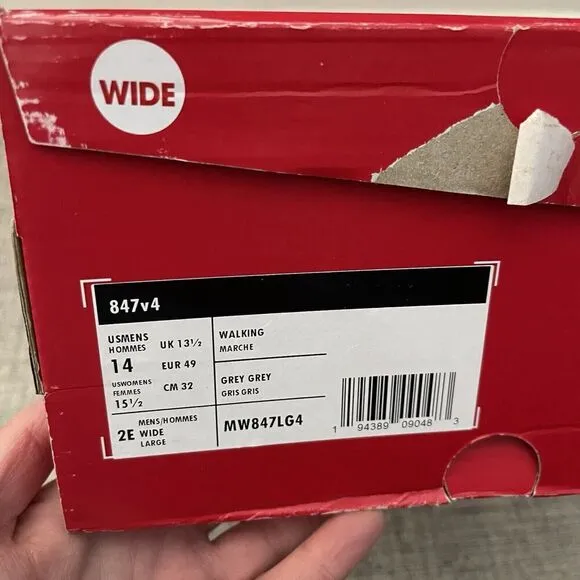 WIDE
847v4
USMENS
HOMMES
14
UK 13½
EUR 49
USWOMENS
FEMMES
15½
CM 32
2E
MENS/HOMMES
WIDE
LARGE
WALKING
MARCHE
GREY GREY
GRIS GRIS
MW847LG4
1 94389 09048 3